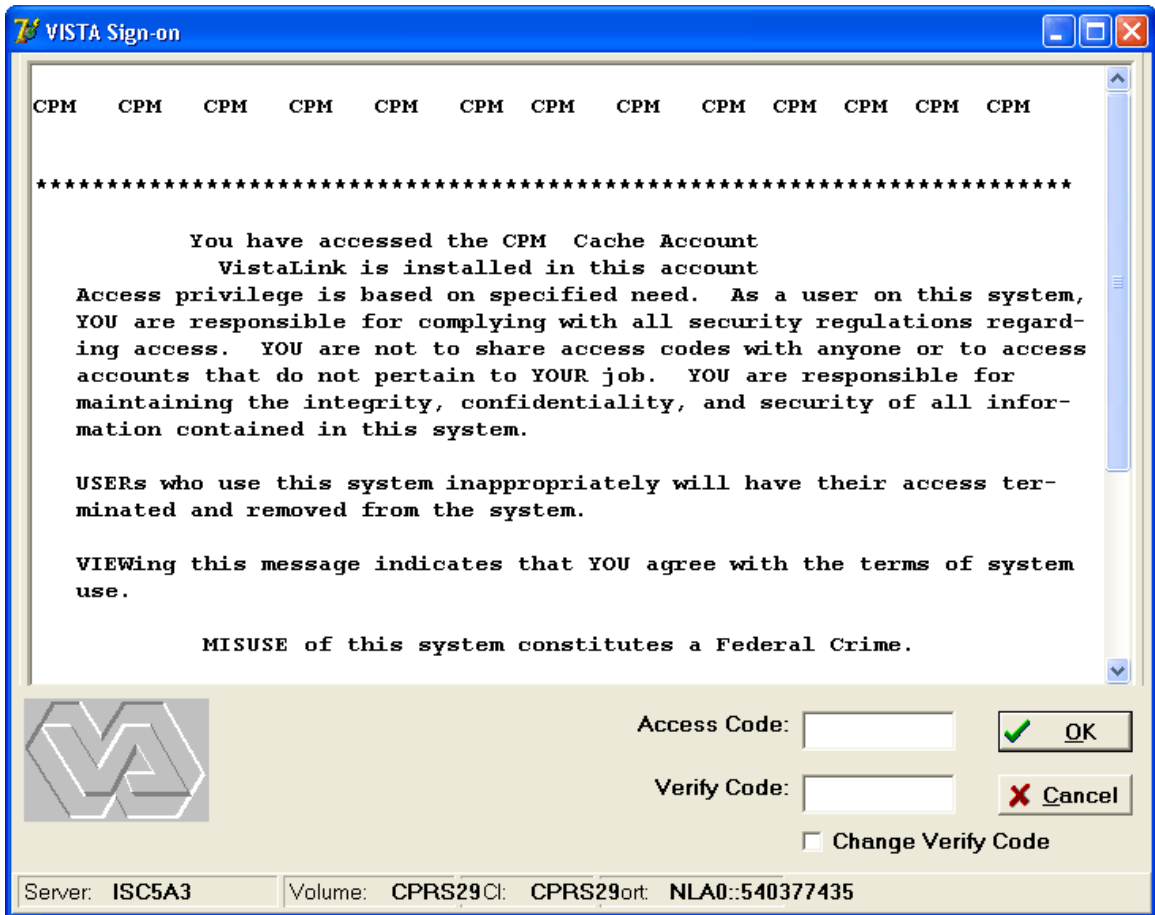 VISTA Sign-on
CPM CPM CPM CPM CPM CPM CPM CPM CPM CPM CPM CPM CPM
*************************************************************************
You have accessed the CPM Cache Account
VistaLink is installed in this account
Access privilege is based on specified need. As a user on this system,
YOU are responsible for complying with all security regulations regard-
ing access. YOU are not to share access codes with anyone or to access
accounts that do not pertain to YOUR job. YOU are responsible for
maintaining the integrity, confidentiality, and security of all infor-
mation contained in this system.
USERs who use this system inappropriately will have their access ter-
minated and removed from the system.
VIEWing this message indicates that YOU agree with the terms of system
use.
MISUSE of this system constitutes a Federal Crime.
Access Code:
OK
Verify Code:
Cancel
Change Verify Code
Server: ISC5A3 Volume: CPRS29 CI: CPRS29 ort: NLA0::540377435